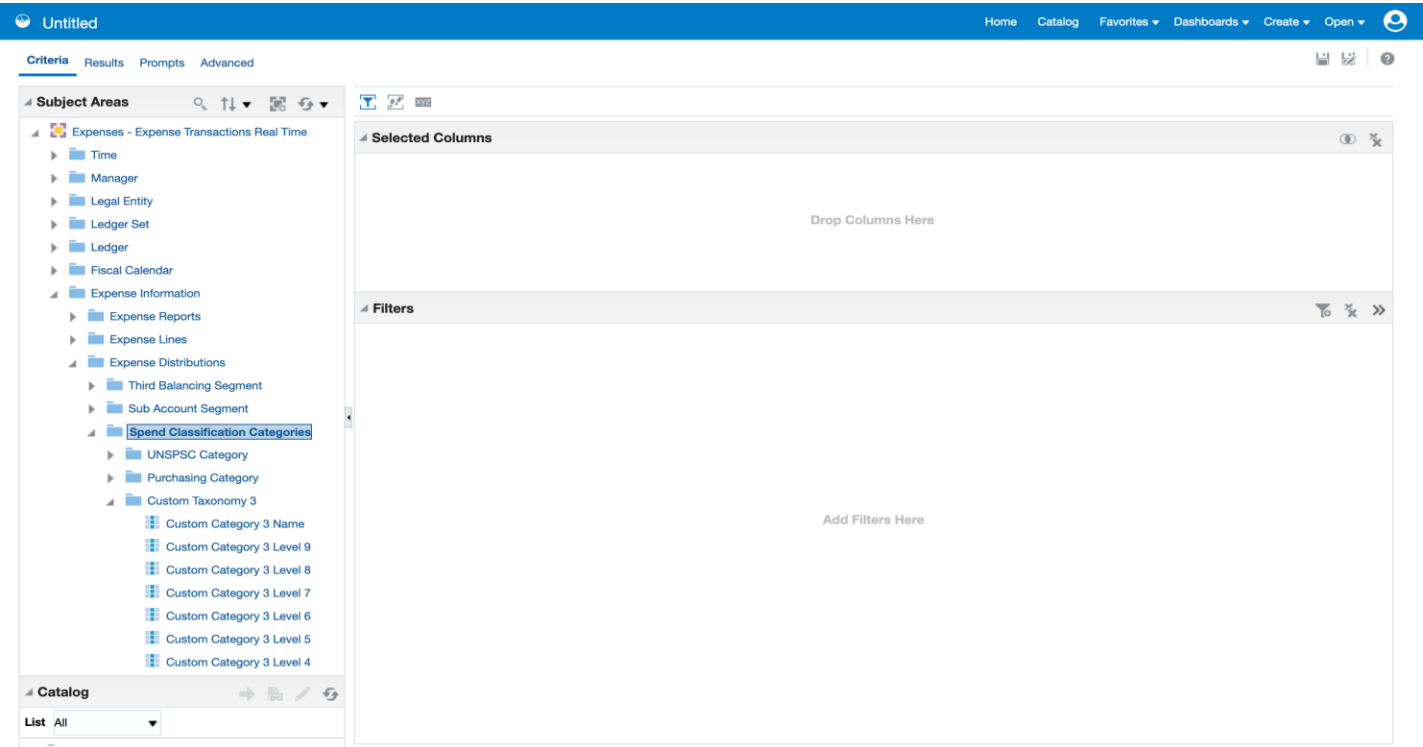 Untitled
Home Catalog Favorites Dashboards Create Open
Criteria Results Prompts Advanced
Subject Areas
Expenses - Expense Transactions Real Time
Time
Manager
Legal Entity
Ledger Set
Ledger
Fiscal Calendar
Expense Information
Expense Reports
Expense Lines
Expense Distributions
Third Balancing Segment
Sub Account Segment
Spend Classification Categories
UNSPSC Category
Purchasing Category
Custom Taxonomy 3
Custom Category 3 Name
Custom Category 3 Level 9
Custom Category 3 Level 8
Custom Category 3 Level 7
Custom Category 3 Level 6
Custom Category 3 Level 5
Custom Category 3 Level 4
Catalog
List All
Selected Columns
Drop Columns Here
Filters
Add Filters Here